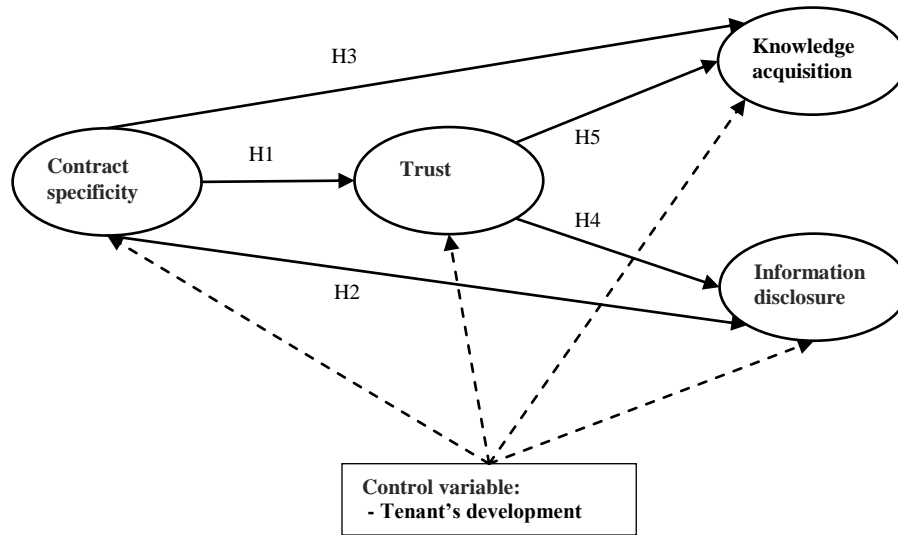 Knowledge
acquisition
H3
H5
H1
Contract
specificity
Trust
H4
Information
disclosure
H2
Control variable:
- Tenant's development